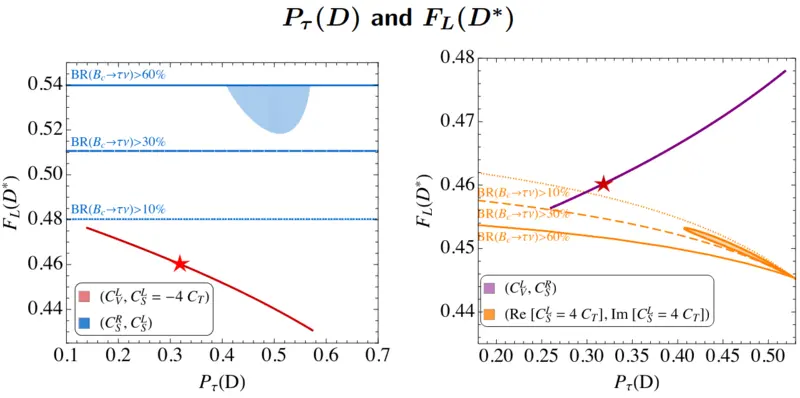 Pτ(D) and FL(D*)
BR(Bc→τν)>60%
BR(Bc→τν)>30%
BR(Bc→τν)>10%
0.54
0.52
0.50
0.48
0.46
0.44
FL(D*)
(C_V^L, C_S^L = −4 C_T)
(C_S^R, C_S^L)
0.1 0.2 0.3 0.4 0.5 0.6 0.7
Pτ(D)
0.48
0.47
0.46
0.45
0.44
FL(D*)
BR(Bc→τν)>10%
BR(Bc→τν)>30%
BR(Bc→τν)>60%
(C_V^L, C_S^R)
(Re [C_S^L = 4 C_T], Im [C_S^L = 4 C_T])
0.20 0.25 0.30 0.35 0.40 0.45 0.50
Pτ(D)